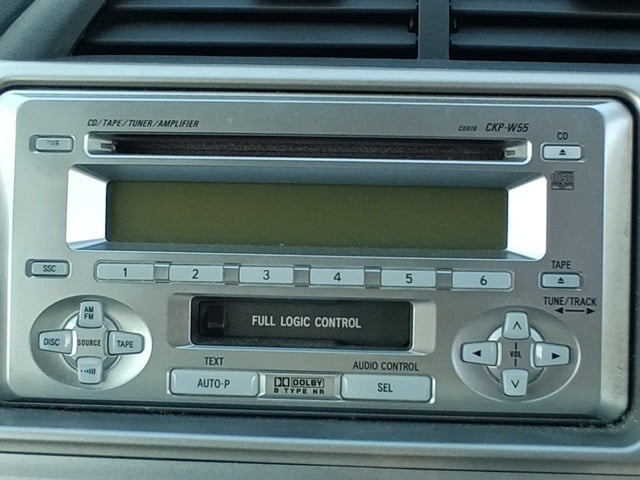 CD/TAPE/TUNER/AMPLIFIER
CKP-W55
PWR
CD
SSC
1 2 3 4 5 6
TAPE
TUNE/TRACK
AM
FM
DISC SOURCE TAPE
FULL LOGIC CONTROL
VOL
TEXT
AUTO·P
DOLBY
B TYPE NR
AUDIO CONTROL
SEL